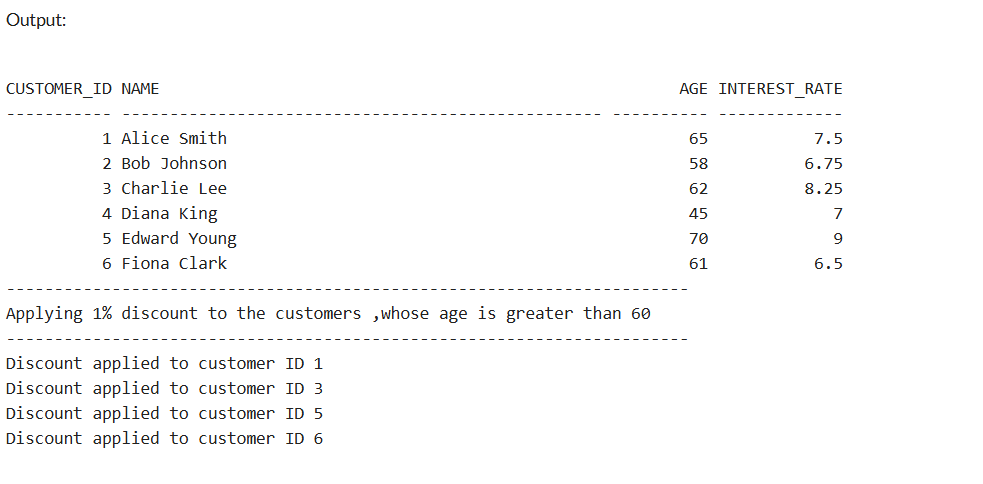 Output:
CUSTOMER_ID NAME                                                      AGE INTEREST_RATE
----------- -------------------------------------------------- ---------- -------------
          1 Alice Smith                                                65           7.5
          2 Bob Johnson                                                58          6.75
          3 Charlie Lee                                                62          8.25
          4 Diana King                                                 45             7
          5 Edward Young                                               70             9
          6 Fiona Clark                                                61           6.5
-----------------------------------------------------------------------
Applying 1% discount to the customers ,whose age is greater than 60
-----------------------------------------------------------------------
Discount applied to customer ID 1
Discount applied to customer ID 3
Discount applied to customer ID 5
Discount applied to customer ID 6